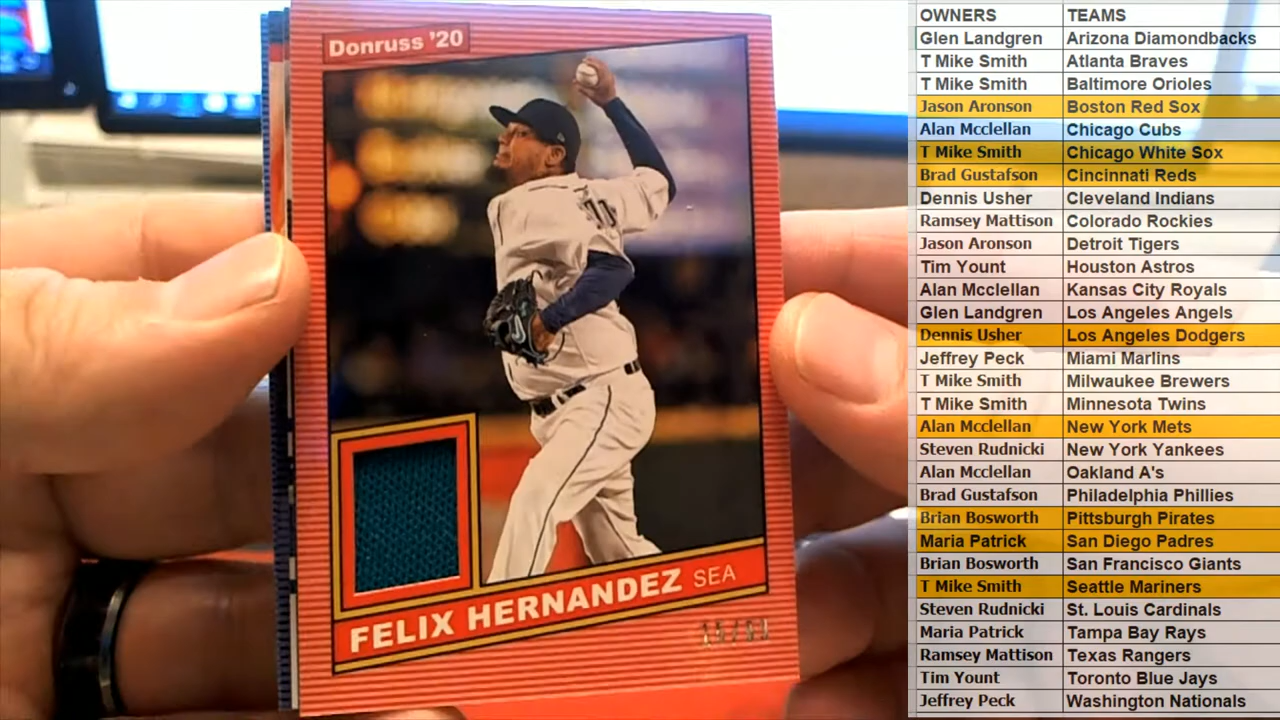 Donruss '20
FELIX HERNANDEZ SEA
OWNERS TEAMS
Glen Landgren Arizona Diamondbacks
T Mike Smith Atlanta Braves
T Mike Smith Baltimore Orioles
Jason Aronson Boston Red Sox
Alan Mcclellan Chicago Cubs
T Mike Smith Chicago White Sox
Brad Gustafson Cincinnati Reds
Dennis Usher Cleveland Indians
Ramsey Mattison Colorado Rockies
Jason Aronson Detroit Tigers
Tim Yount Houston Astros
Alan Mcclellan Kansas City Royals
Glen Landgren Los Angeles Angels
Dennis Usher Los Angeles Dodgers
Jeffrey Peck Miami Marlins
T Mike Smith Milwaukee Brewers
T Mike Smith Minnesota Twins
Alan Mcclellan New York Mets
Steven Rudnicki New York Yankees
Alan Mcclellan Oakland A's
Brad Gustafson Philadelphia Phillies
Brian Bosworth Pittsburgh Pirates
Maria Patrick San Diego Padres
Brian Bosworth San Francisco Giants
T Mike Smith Seattle Mariners
Steven Rudnicki St. Louis Cardinals
Maria Patrick Tampa Bay Rays
Ramsey Mattison Texas Rangers
Tim Yount Toronto Blue Jays
Jeffrey Peck Washington Nationals